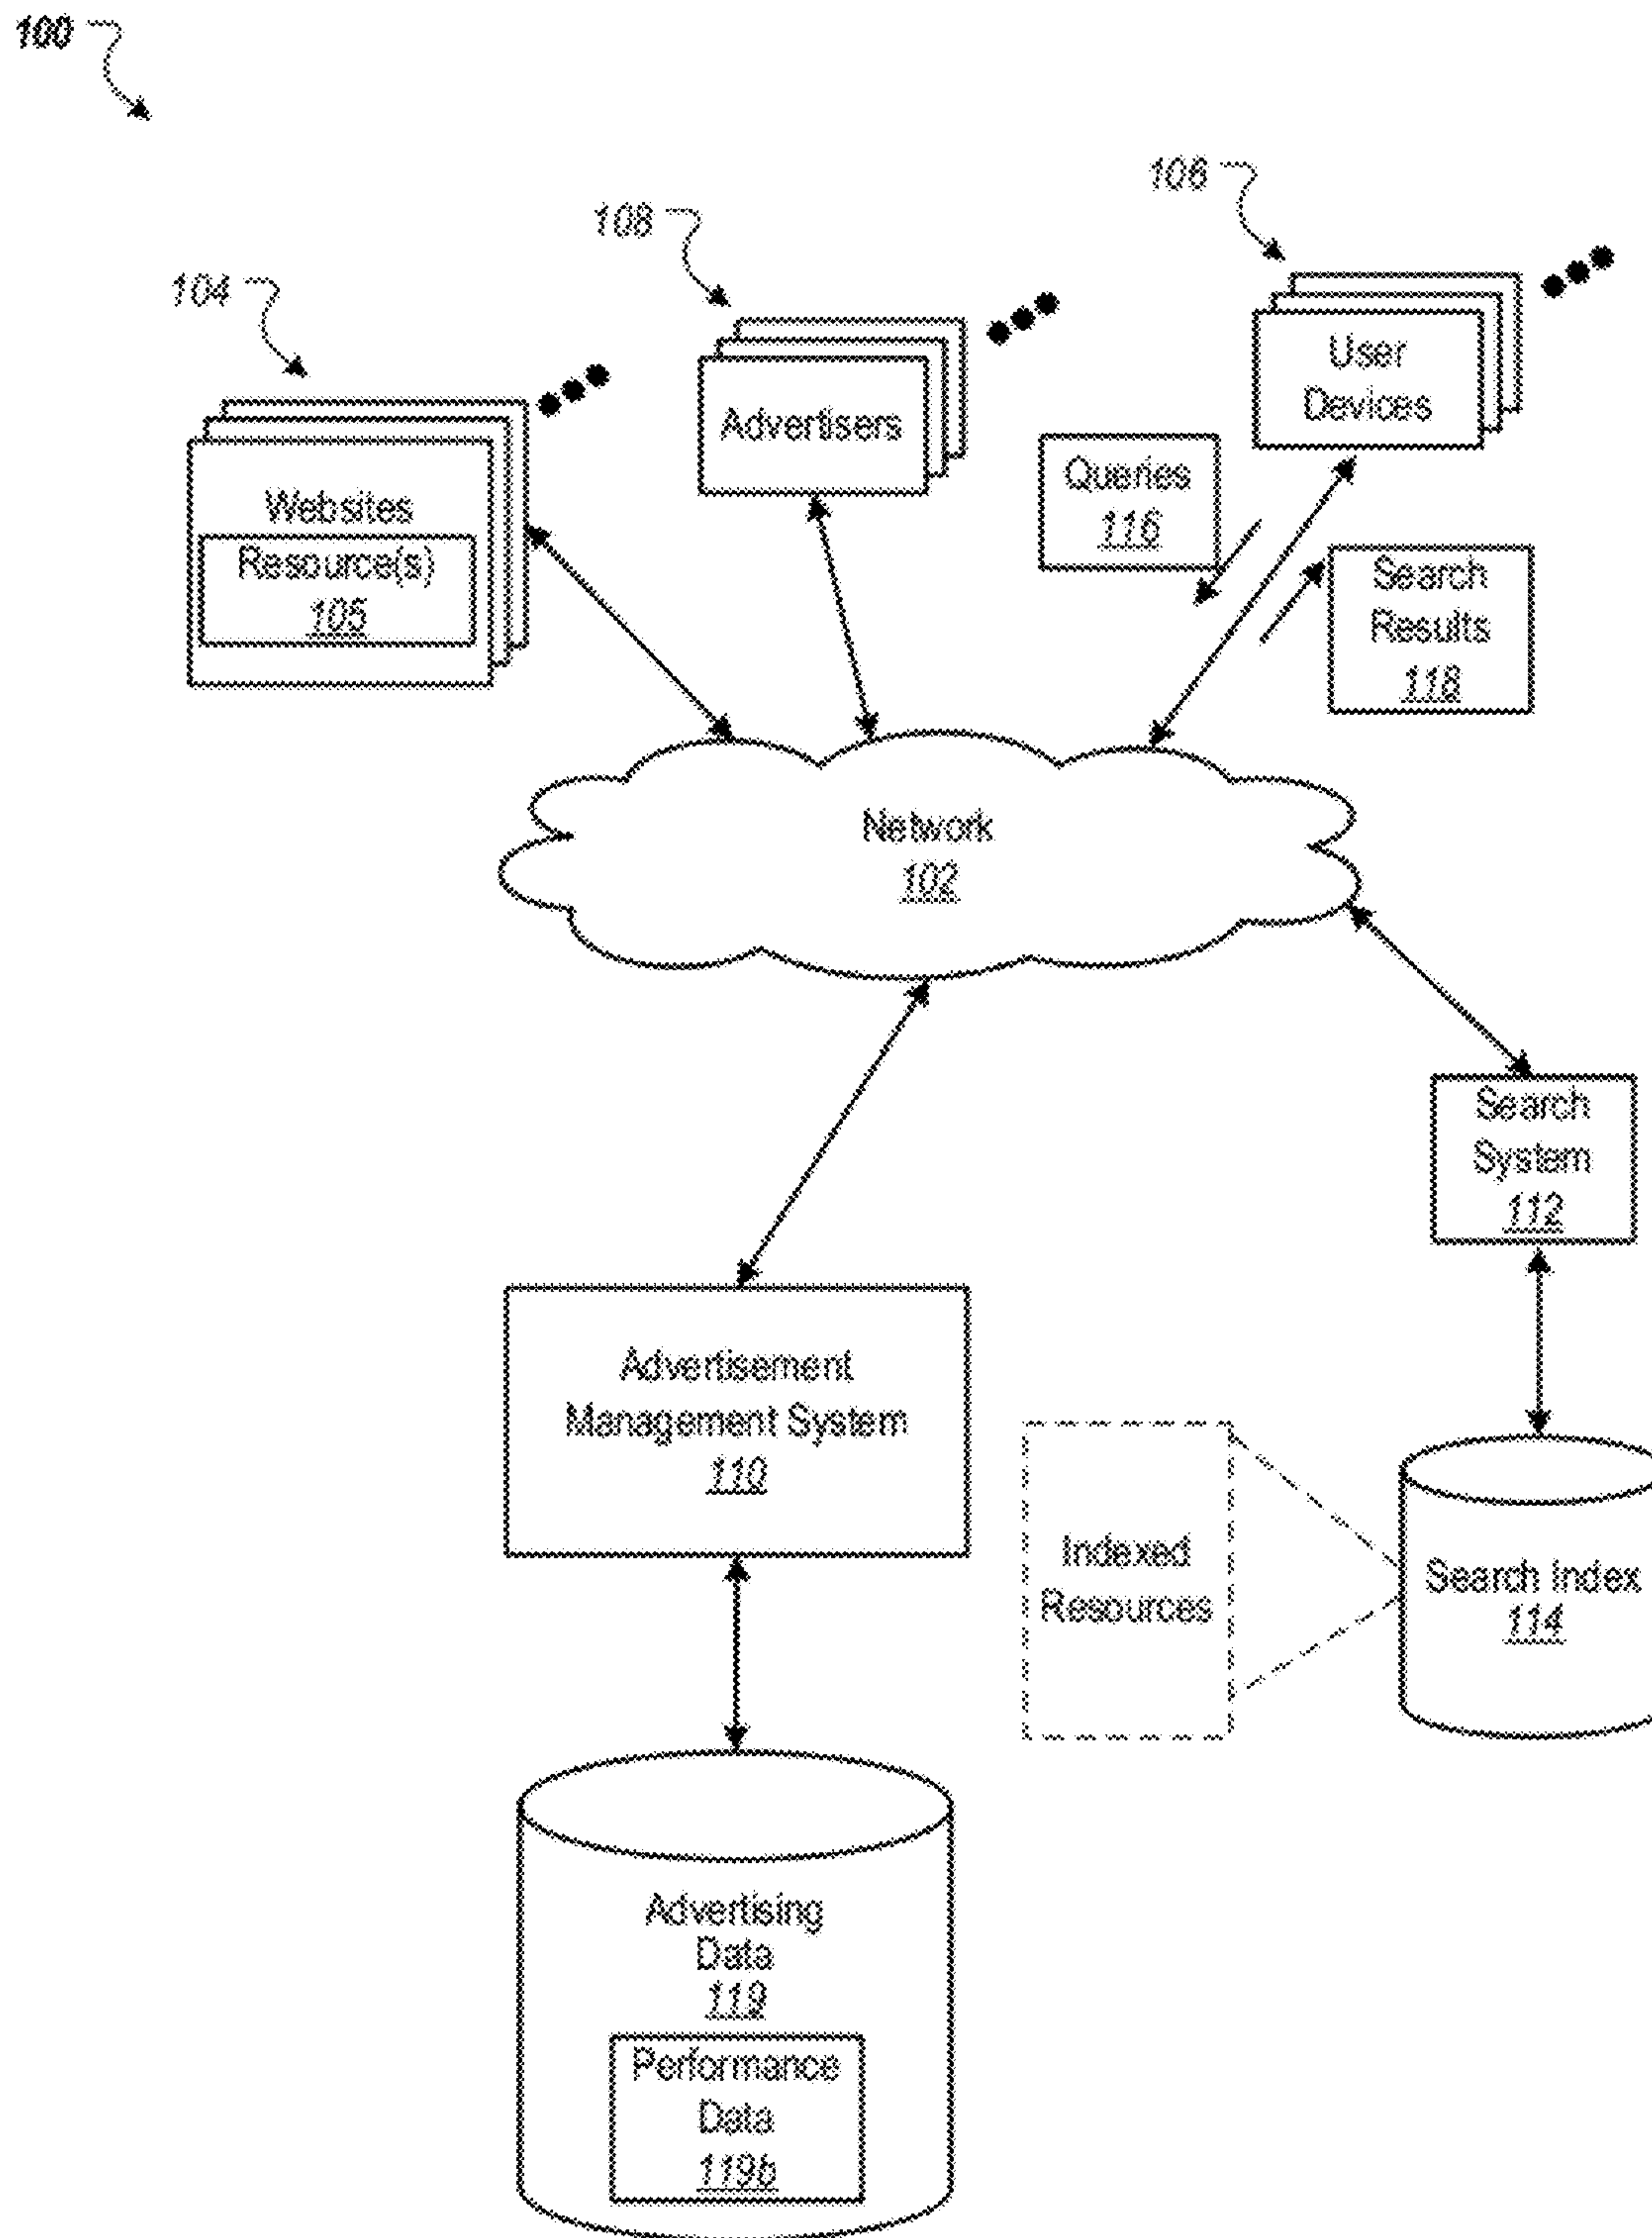 100
106
108
104
User
Devices
Advertisers
Queries
116
Websites
Resource(s)
105
Search
Results
118
Network
102
Search
System
112
Advertisement
Management System
110
Indexed
Resources
Search Index
114
Advertising
Data
119
Performance
Data
119b